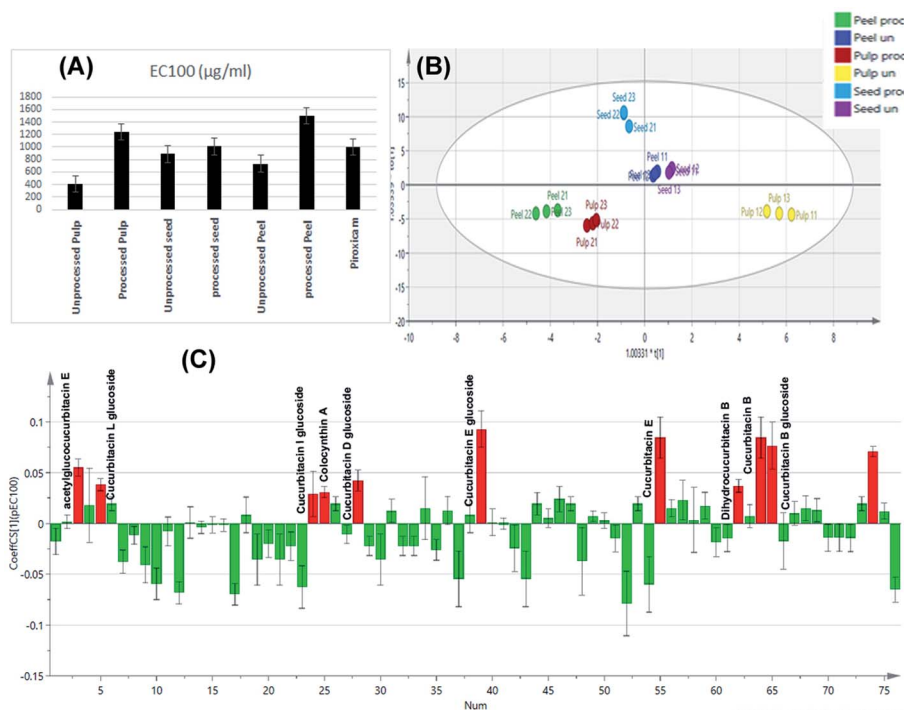 (A)
EC100 (µg/ml)
1800
1600
1400
1200
1000
800
600
400
200
0
Unprocessed Pulp
Processed Pulp
Unprocessed seed
processed seed
Unprocessed Peel
processed Peel
Piroxicam
(B)
Peel proc
Peel un
Pulp proc
Pulp un
Seed proc
Seed un
15
10
5
0
-5
-10
-15
-20
Seed 23
Seed 22
Seed 21
Peel 11
Seed 13
Peel 21
Peel 22
Peel 23
Pulp 23
Pulp 22
Pulp 21
Pulp 13
Pulp 12
Pulp 11
-10
-8
-6
-4
-2
0
2
4
6
8
1.00331 * t[1]
(C)
CoeffCS[1](pEC100)
0.1
0.05
0
-0.05
-0.1
-0.15
acetylglucocucurbitacin E
Cucurbitacin L glucoside
Cucurbitacin I glucoside
Colocynthin A
Cucurbitacin D glucoside
Cucurbitacin E glucoside
Cucurbitacin E
Dihydrocucurbitacin B
Cucurbitacin B
Cucurbitacin B glucoside
5
10
15
20
25
30
35
40
45
50
55
60
65
70
75
Num